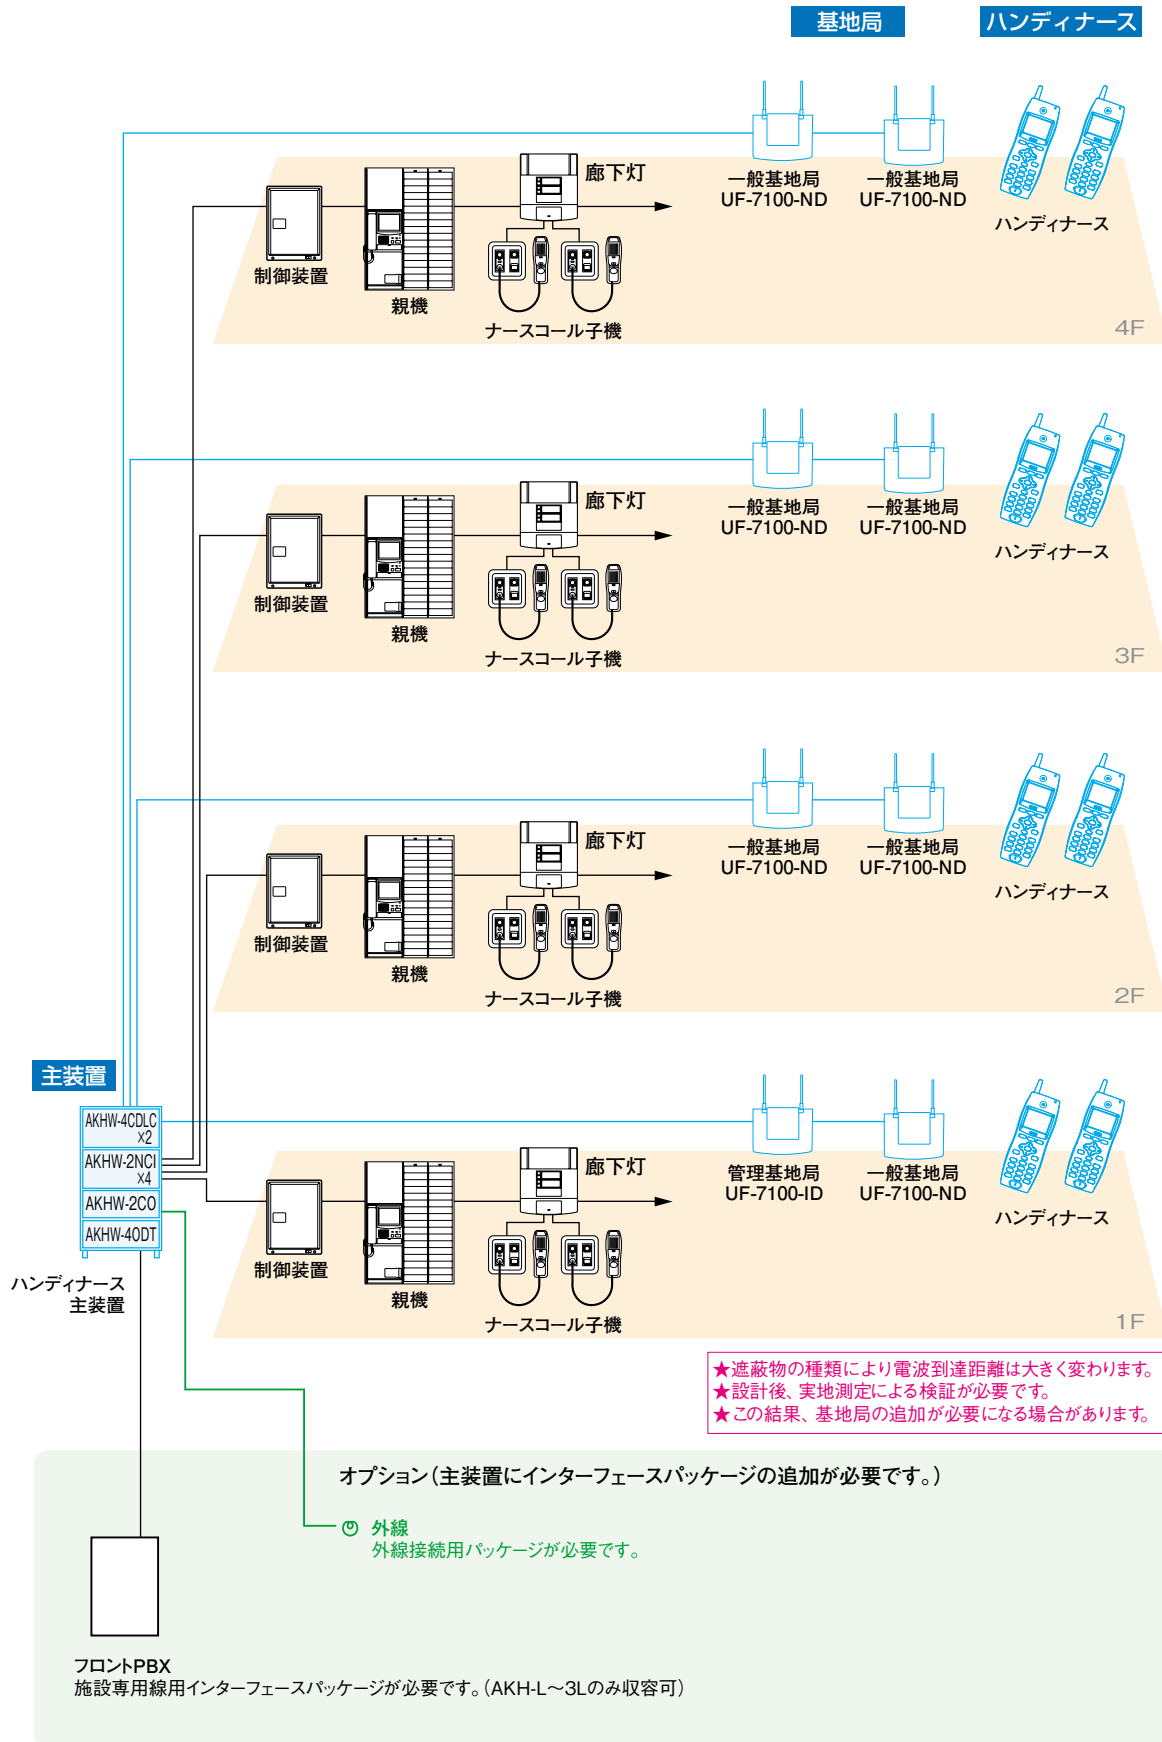 基地局
ハンディナース
廊下灯
一般基地局
UF-7100-ND
一般基地局
UF-7100-ND
ハンディナース
制御装置
親機
ナースコール子機
4F
廊下灯
一般基地局
UF-7100-ND
一般基地局
UF-7100-ND
ハンディナース
制御装置
親機
ナースコール子機
3F
廊下灯
一般基地局
UF-7100-ND
一般基地局
UF-7100-ND
ハンディナース
制御装置
親機
ナースコール子機
2F
主装置
AKHW-4CDLC
×2
AKHW-2NCI
×4
AKHW-2CO
AKHW-4ODT
ハンディナース
主装置
廊下灯
管理基地局
UF-7100-ID
一般基地局
UF-7100-ND
ハンディナース
制御装置
親機
ナースコール子機
1F
★遮蔽物の種類により電波到達距離は大きく変わります。
★設計後、実地測定による検証が必要です。
★この結果、基地局の追加が必要になる場合があります。
オプション（主装置にインターフェースパッケージの追加が必要です。）
外線
外線接続用パッケージが必要です。
フロントPBX
施設専用線用インターフェースパッケージが必要です。（AKH-L～3Lのみ収容可）